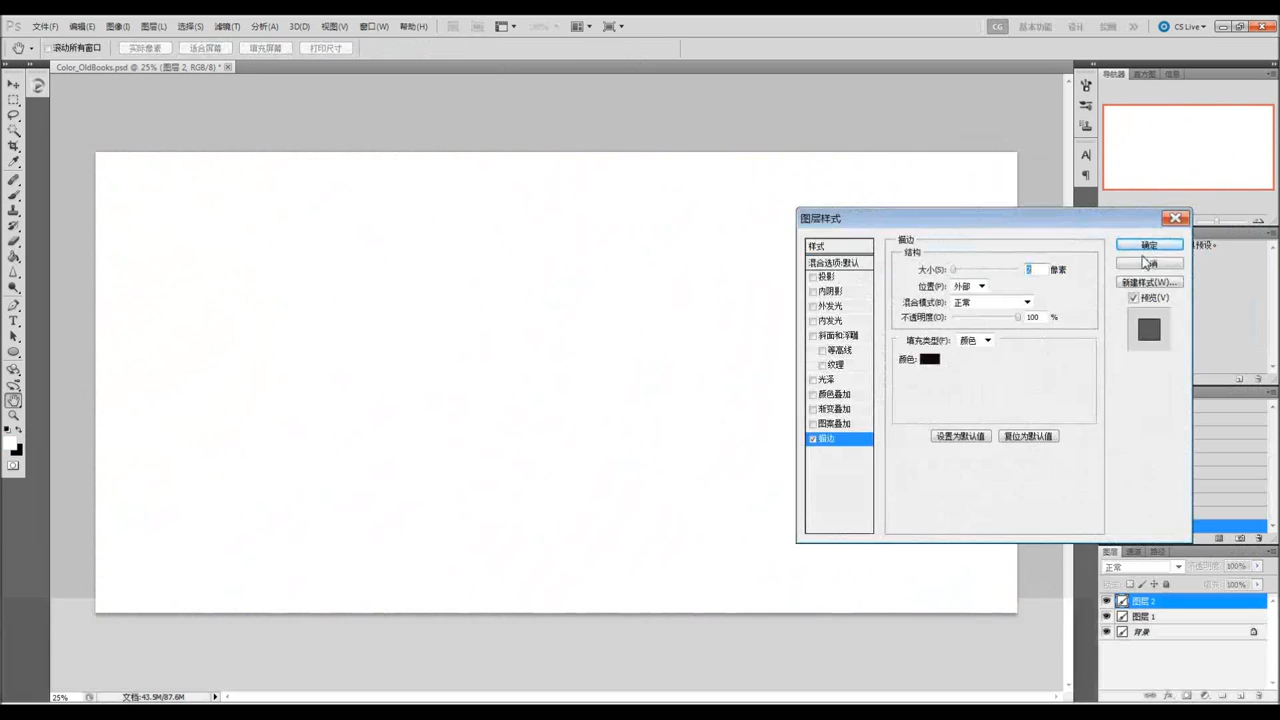 Ps 文件(F) 编辑(E) 图像(I) 图层(L) 选择(S) 滤镜(T) 分析(A) 3D(D) 视图(V) 窗口(W) 帮助(H) CG 基本功能 设计 绘画 CS Live
滚动所有窗口 实际像素 适合屏幕 填充屏幕 打印尺寸
Color_OldBooks.psd @ 25% (图层 2, RGB/8) *
导航器 直方图 信息
图层样式
样式
混合选项:默认
投影
内阴影
外发光
内发光
斜面和浮雕
等高线
纹理
光泽
颜色叠加
渐变叠加
图案叠加
描边
描边
结构
大小(S): 像素
位置(P): 外部
混合模式(B): 正常
不透明度(O): 100 %
填充类型(F): 颜色
颜色:
设置为默认值 复位为默认值
确定
新建样式(W)...
预览(V)
图层 通道 路径
正常 不透明度: 100%
锁定: 填充: 100%
图层 2
图层 1
背景
25% 文档:43.5M/87.6M